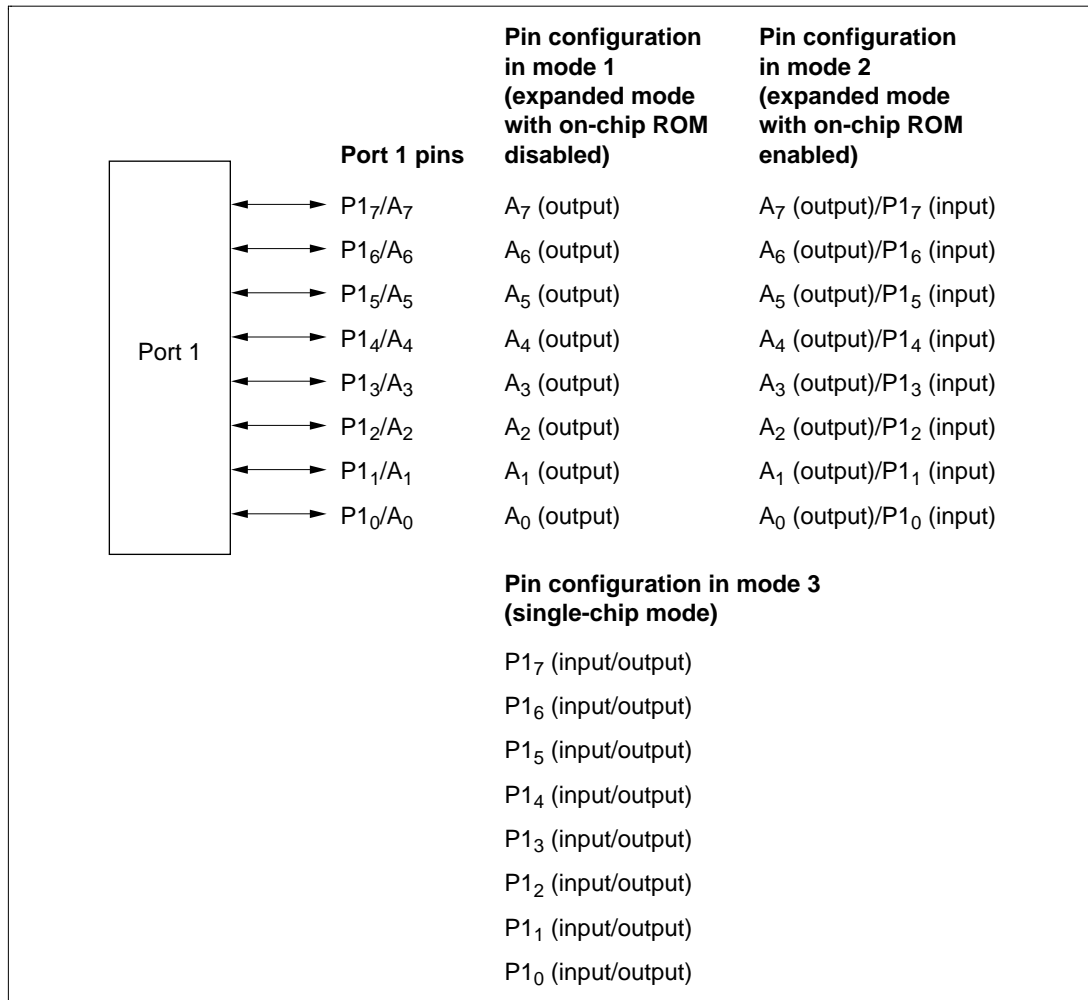 Pin configuration in mode 1 (expanded mode with on-chip ROM disabled)
Pin configuration in mode 2 (expanded mode with on-chip ROM enabled)
Port 1 pins
Port 1
P1₇/A₇ A₇ (output) A₇ (output)/P1₇ (input)
P1₆/A₆ A₆ (output) A₆ (output)/P1₆ (input)
P1₅/A₅ A₅ (output) A₅ (output)/P1₅ (input)
P1₄/A₄ A₄ (output) A₄ (output)/P1₄ (input)
P1₃/A₃ A₃ (output) A₃ (output)/P1₃ (input)
P1₂/A₂ A₂ (output) A₂ (output)/P1₂ (input)
P1₁/A₁ A₁ (output) A₁ (output)/P1₁ (input)
P1₀/A₀ A₀ (output) A₀ (output)/P1₀ (input)
Pin configuration in mode 3
(single-chip mode)
P1₇ (input/output)
P1₆ (input/output)
P1₅ (input/output)
P1₄ (input/output)
P1₃ (input/output)
P1₂ (input/output)
P1₁ (input/output)
P1₀ (input/output)